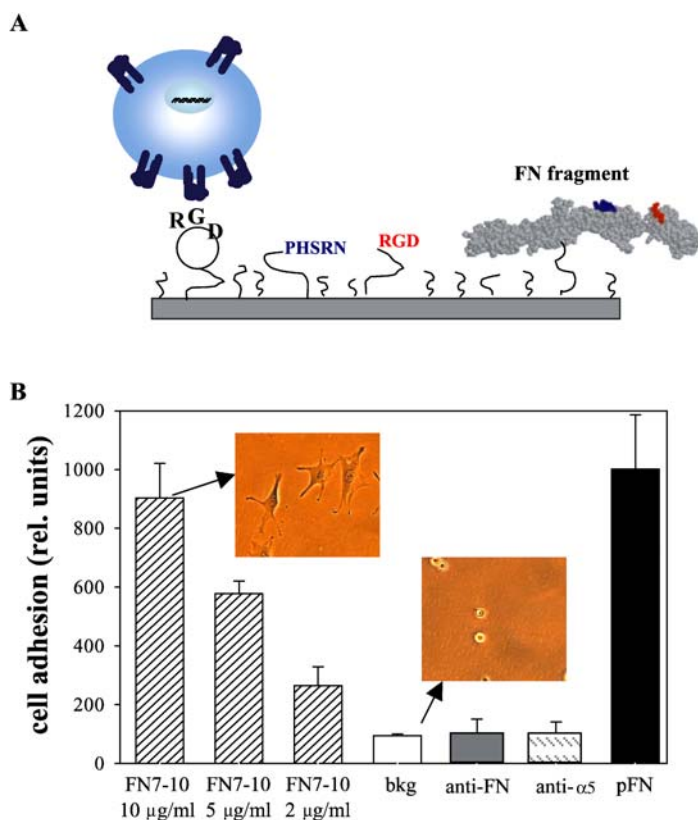 A
R G D
PHSRN
RGD
FN fragment
B
cell adhesion (rel. units)
1200
1000
800
600
400
200
0
FN7-10 FN7-10 FN7-10 bkg anti-FN anti-α5 pFN
10 µg/ml 5 µg/ml 2 µg/ml